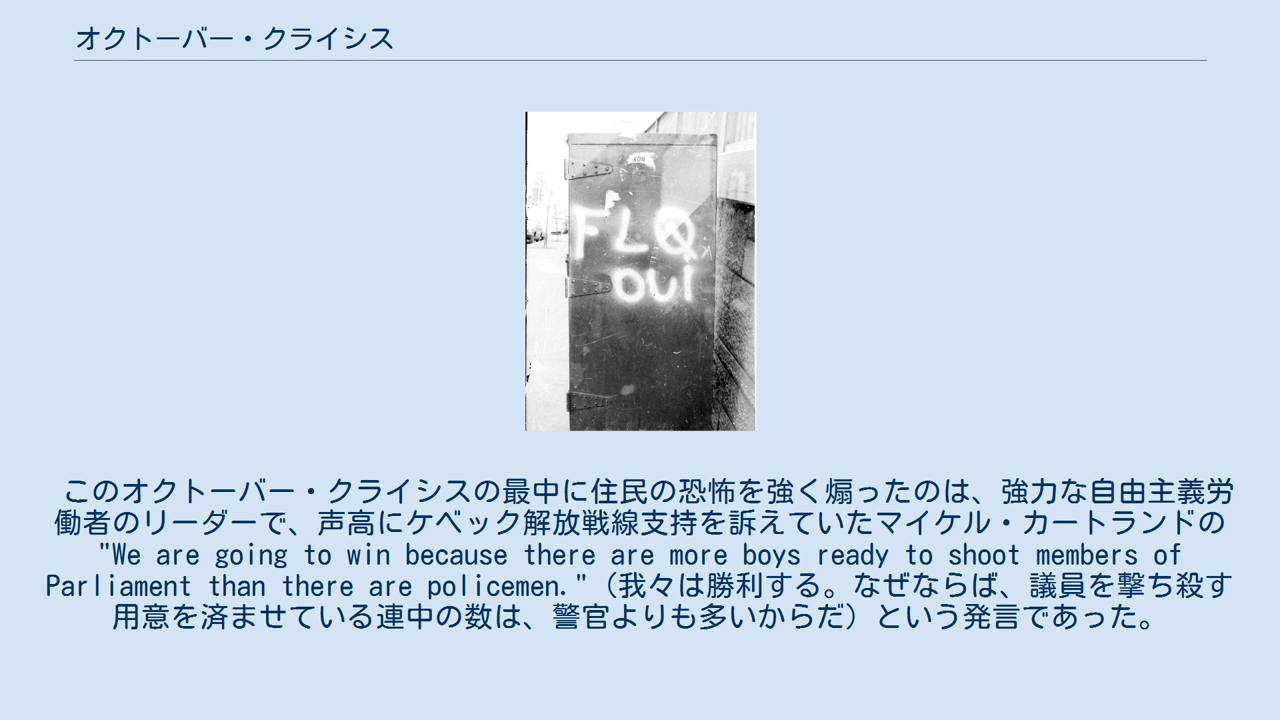 オクトーバー・クライシス
KON
FLQ
oui
このオクトーバー・クライシスの最中に住民の恐怖を強く煽ったのは、強力な自由主義労
働者のリーダーで、声高にケベック解放戦線支持を訴えていたマイケル・カートランドの
"We are going to win because there are more boys ready to shoot members of
Parliament than there are policemen."（我々は勝利する。なぜならば、議員を撃ち殺す
用意を済ませている連中の数は、警官よりも多いからだ）という発言であった。